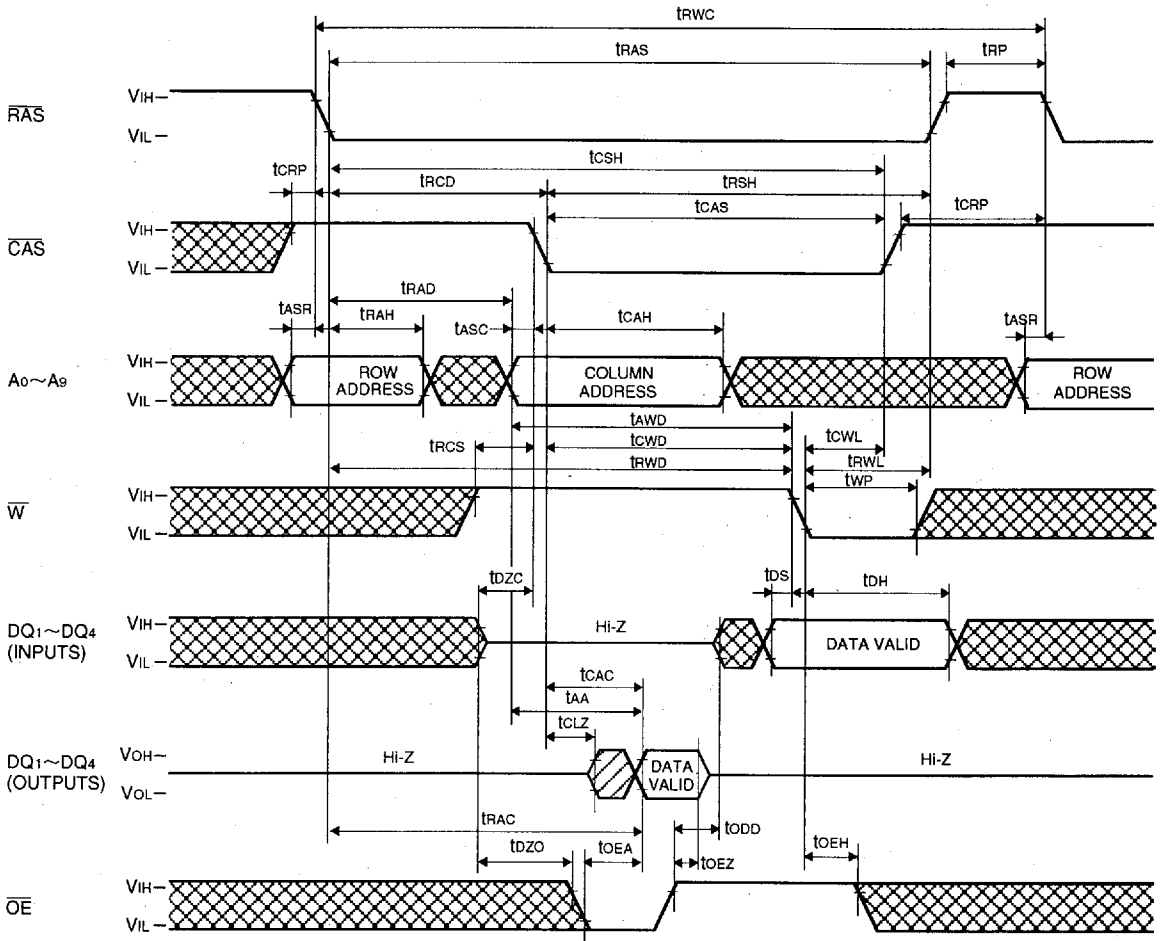 tRWC
tRAS
tRP
RAS
VIH
VIL
tCSH
tCRP
tRCD
tRSH
tCAS
tCRP
CAS
VIH
VIL
tRAD
tASR
tRAH
tASC
tCAH
tASR
A0~A9
VIH
VIL
ROW
ADDRESS
COLUMN
ADDRESS
ROW
ADDRESS
tAWD
tRCS
tCWD
tCWL
tRWD
tRWL
tWP
W
VIH
VIL
tDZC
tDS
tDH
DQ1~DQ4
(INPUTS)
VIH
VIL
Hi-Z
DATA VALID
tCAC
tAA
tCLZ
DQ1~DQ4
(OUTPUTS)
VOH
VOL
Hi-Z
DATA
VALID
Hi-Z
tRAC
tODD
tDZO
tOEA
tOEZ
tOEH
OE
VIH
VIL